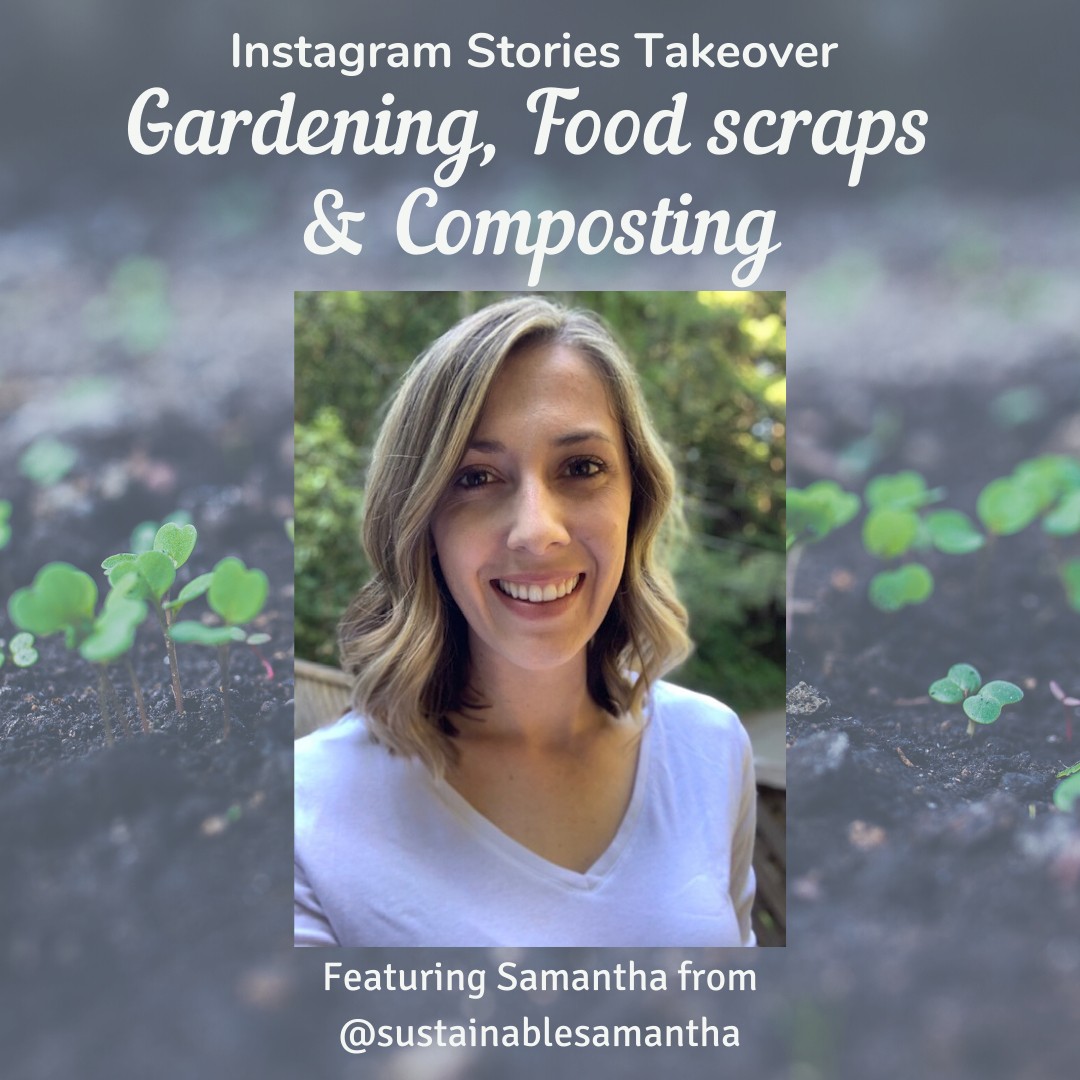 Instagram Stories Takeover
Gardening, Food scraps
& Composting
Featuring Samantha from
@sustainablesamantha